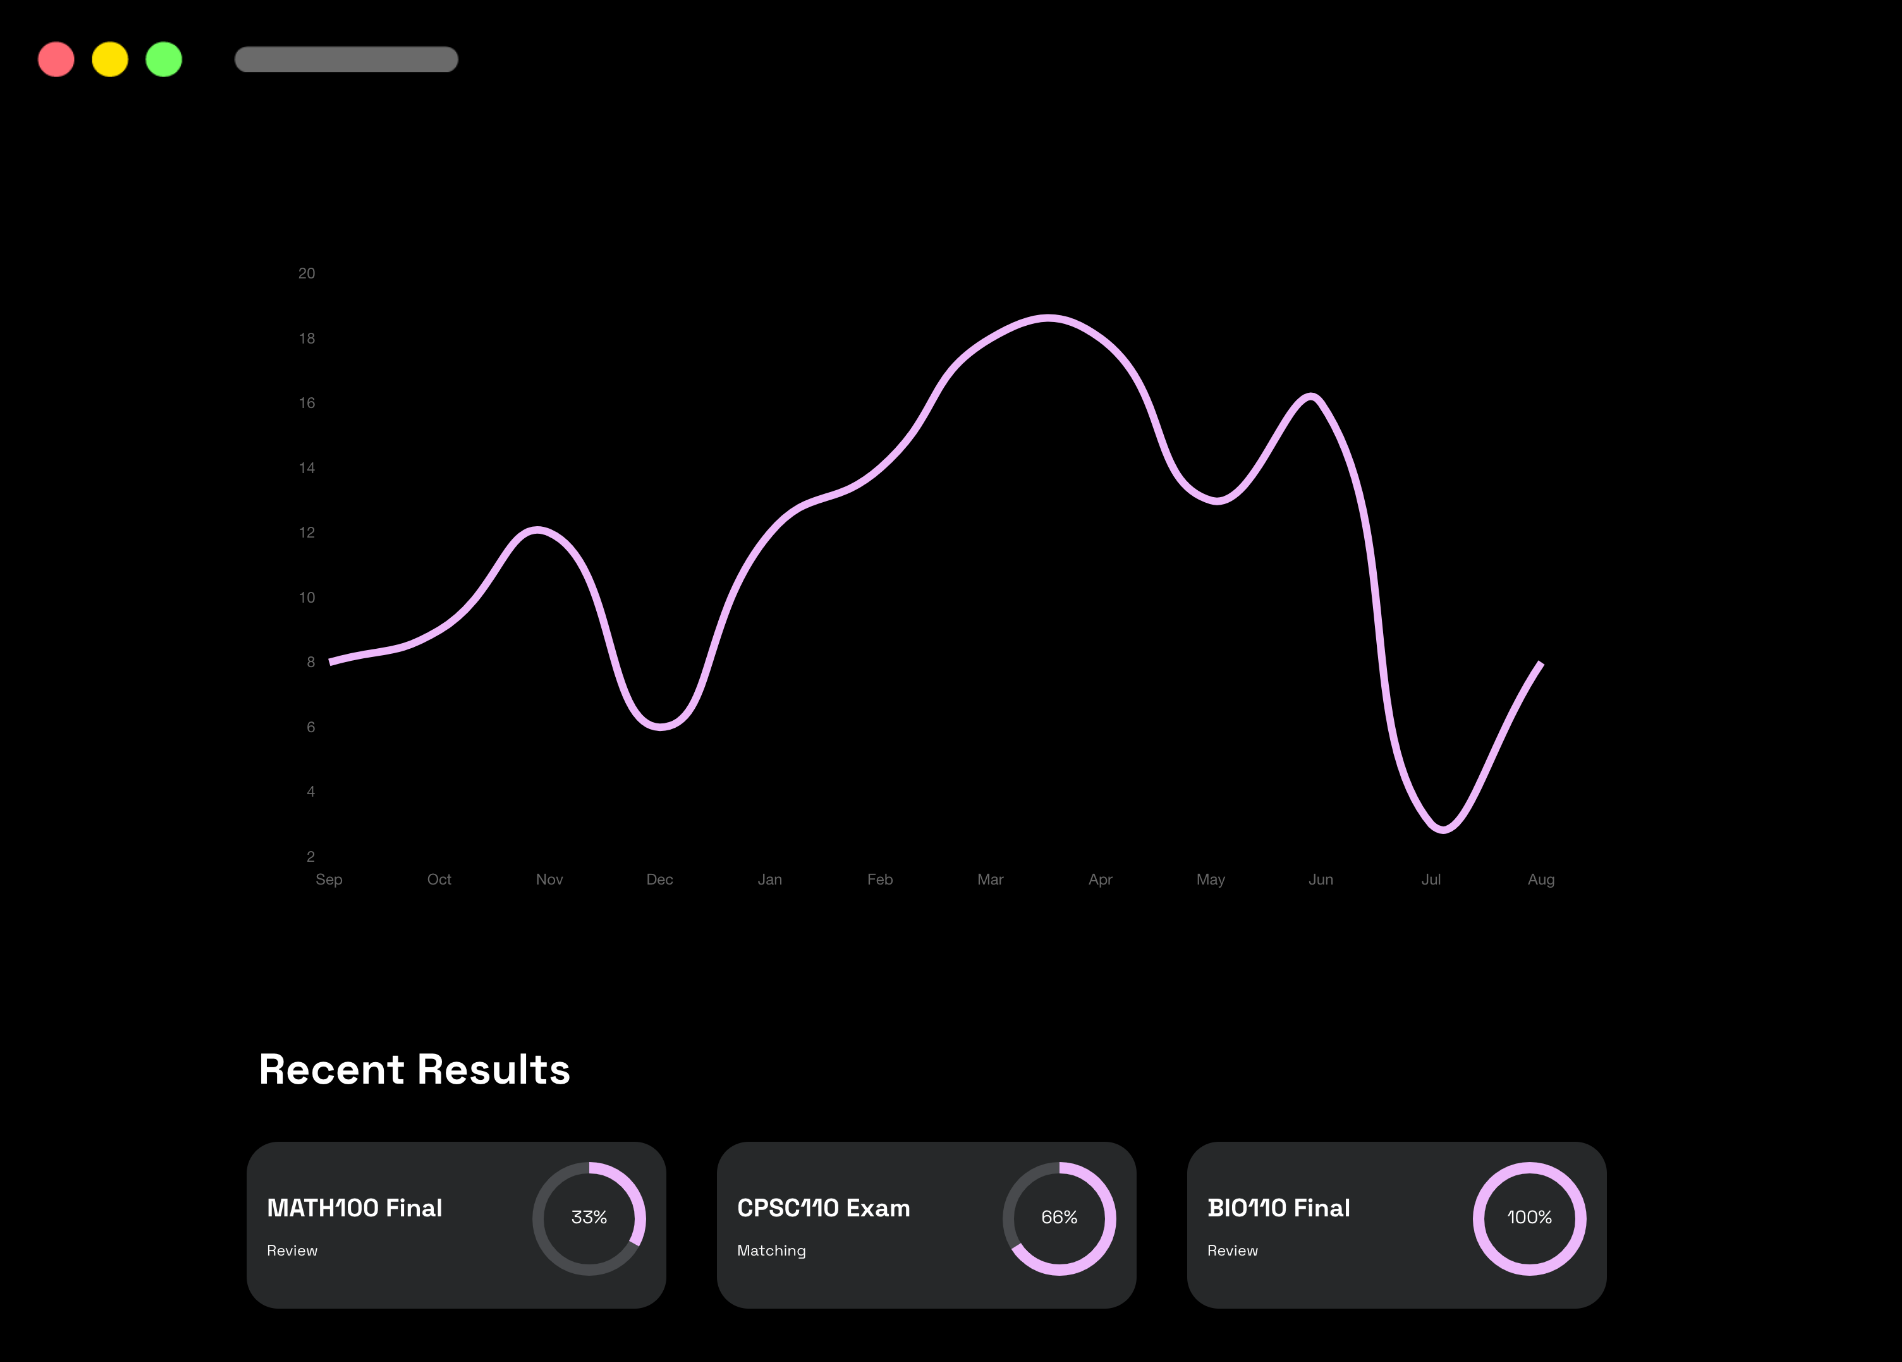 20
18
16
14
12
10
8
6
4
2
Sep Oct Nov Dec Jan Feb Mar Apr May Jun Jul Aug
Recent Results
MATH100 Final
Review
33%
CPSC110 Exam
Matching
66%
BIO110 Final
Review
100%